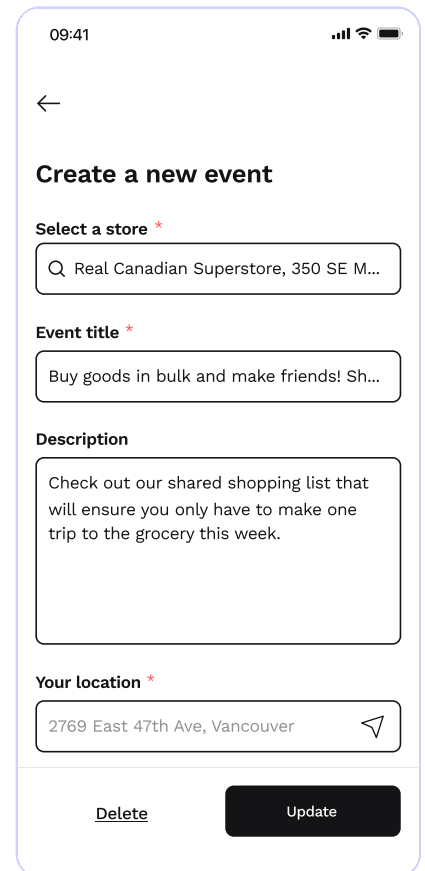 09:41
Create a new event
Select a store *
Real Canadian Superstore, 350 SE M...
Event title *
Buy goods in bulk and make friends! Sh...
Description
Check out our shared shopping list that
will ensure you only have to make one
trip to the grocery this week.
Your location *
2769 East 47th Ave, Vancouver
Delete
Update